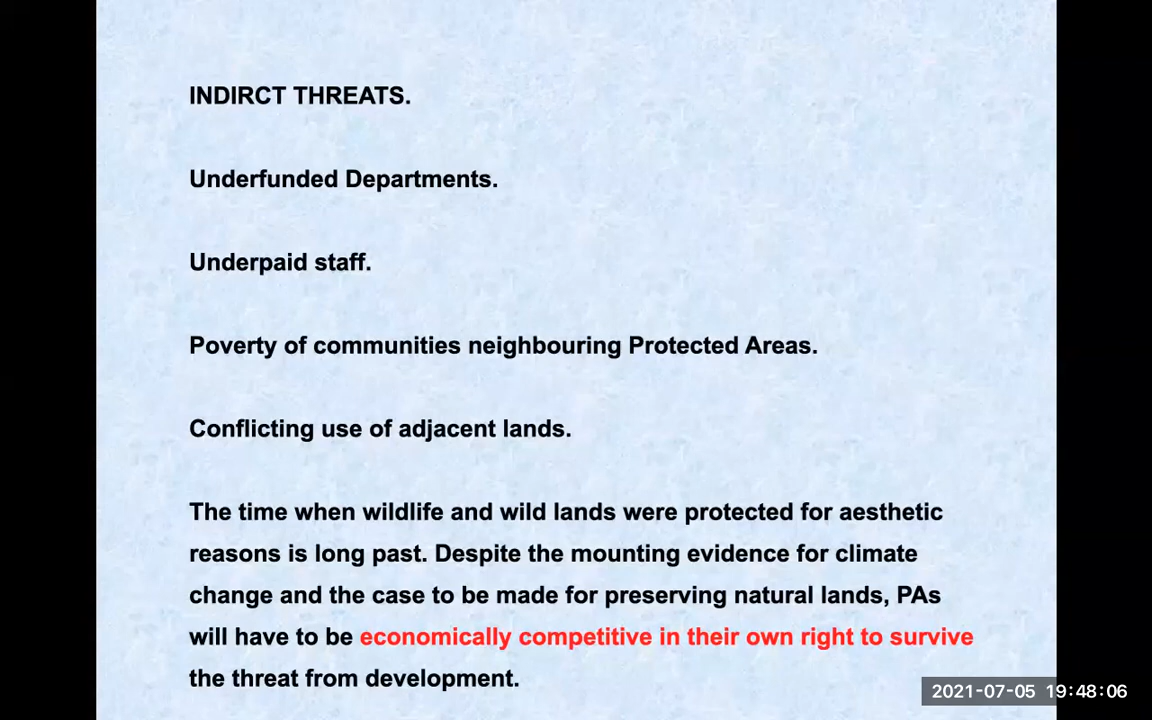 INDIRCT THREATS.
Underfunded Departments.
Underpaid staff.
Poverty of communities neighbouring Protected Areas.
Conflicting use of adjacent lands.
The time when wildlife and wild lands were protected for aesthetic
reasons is long past. Despite the mounting evidence for climate
change and the case to be made for preserving natural lands, PAs
will have to be economically competitive in their own right to survive
the threat from development.
2021-07-05 19:48:06